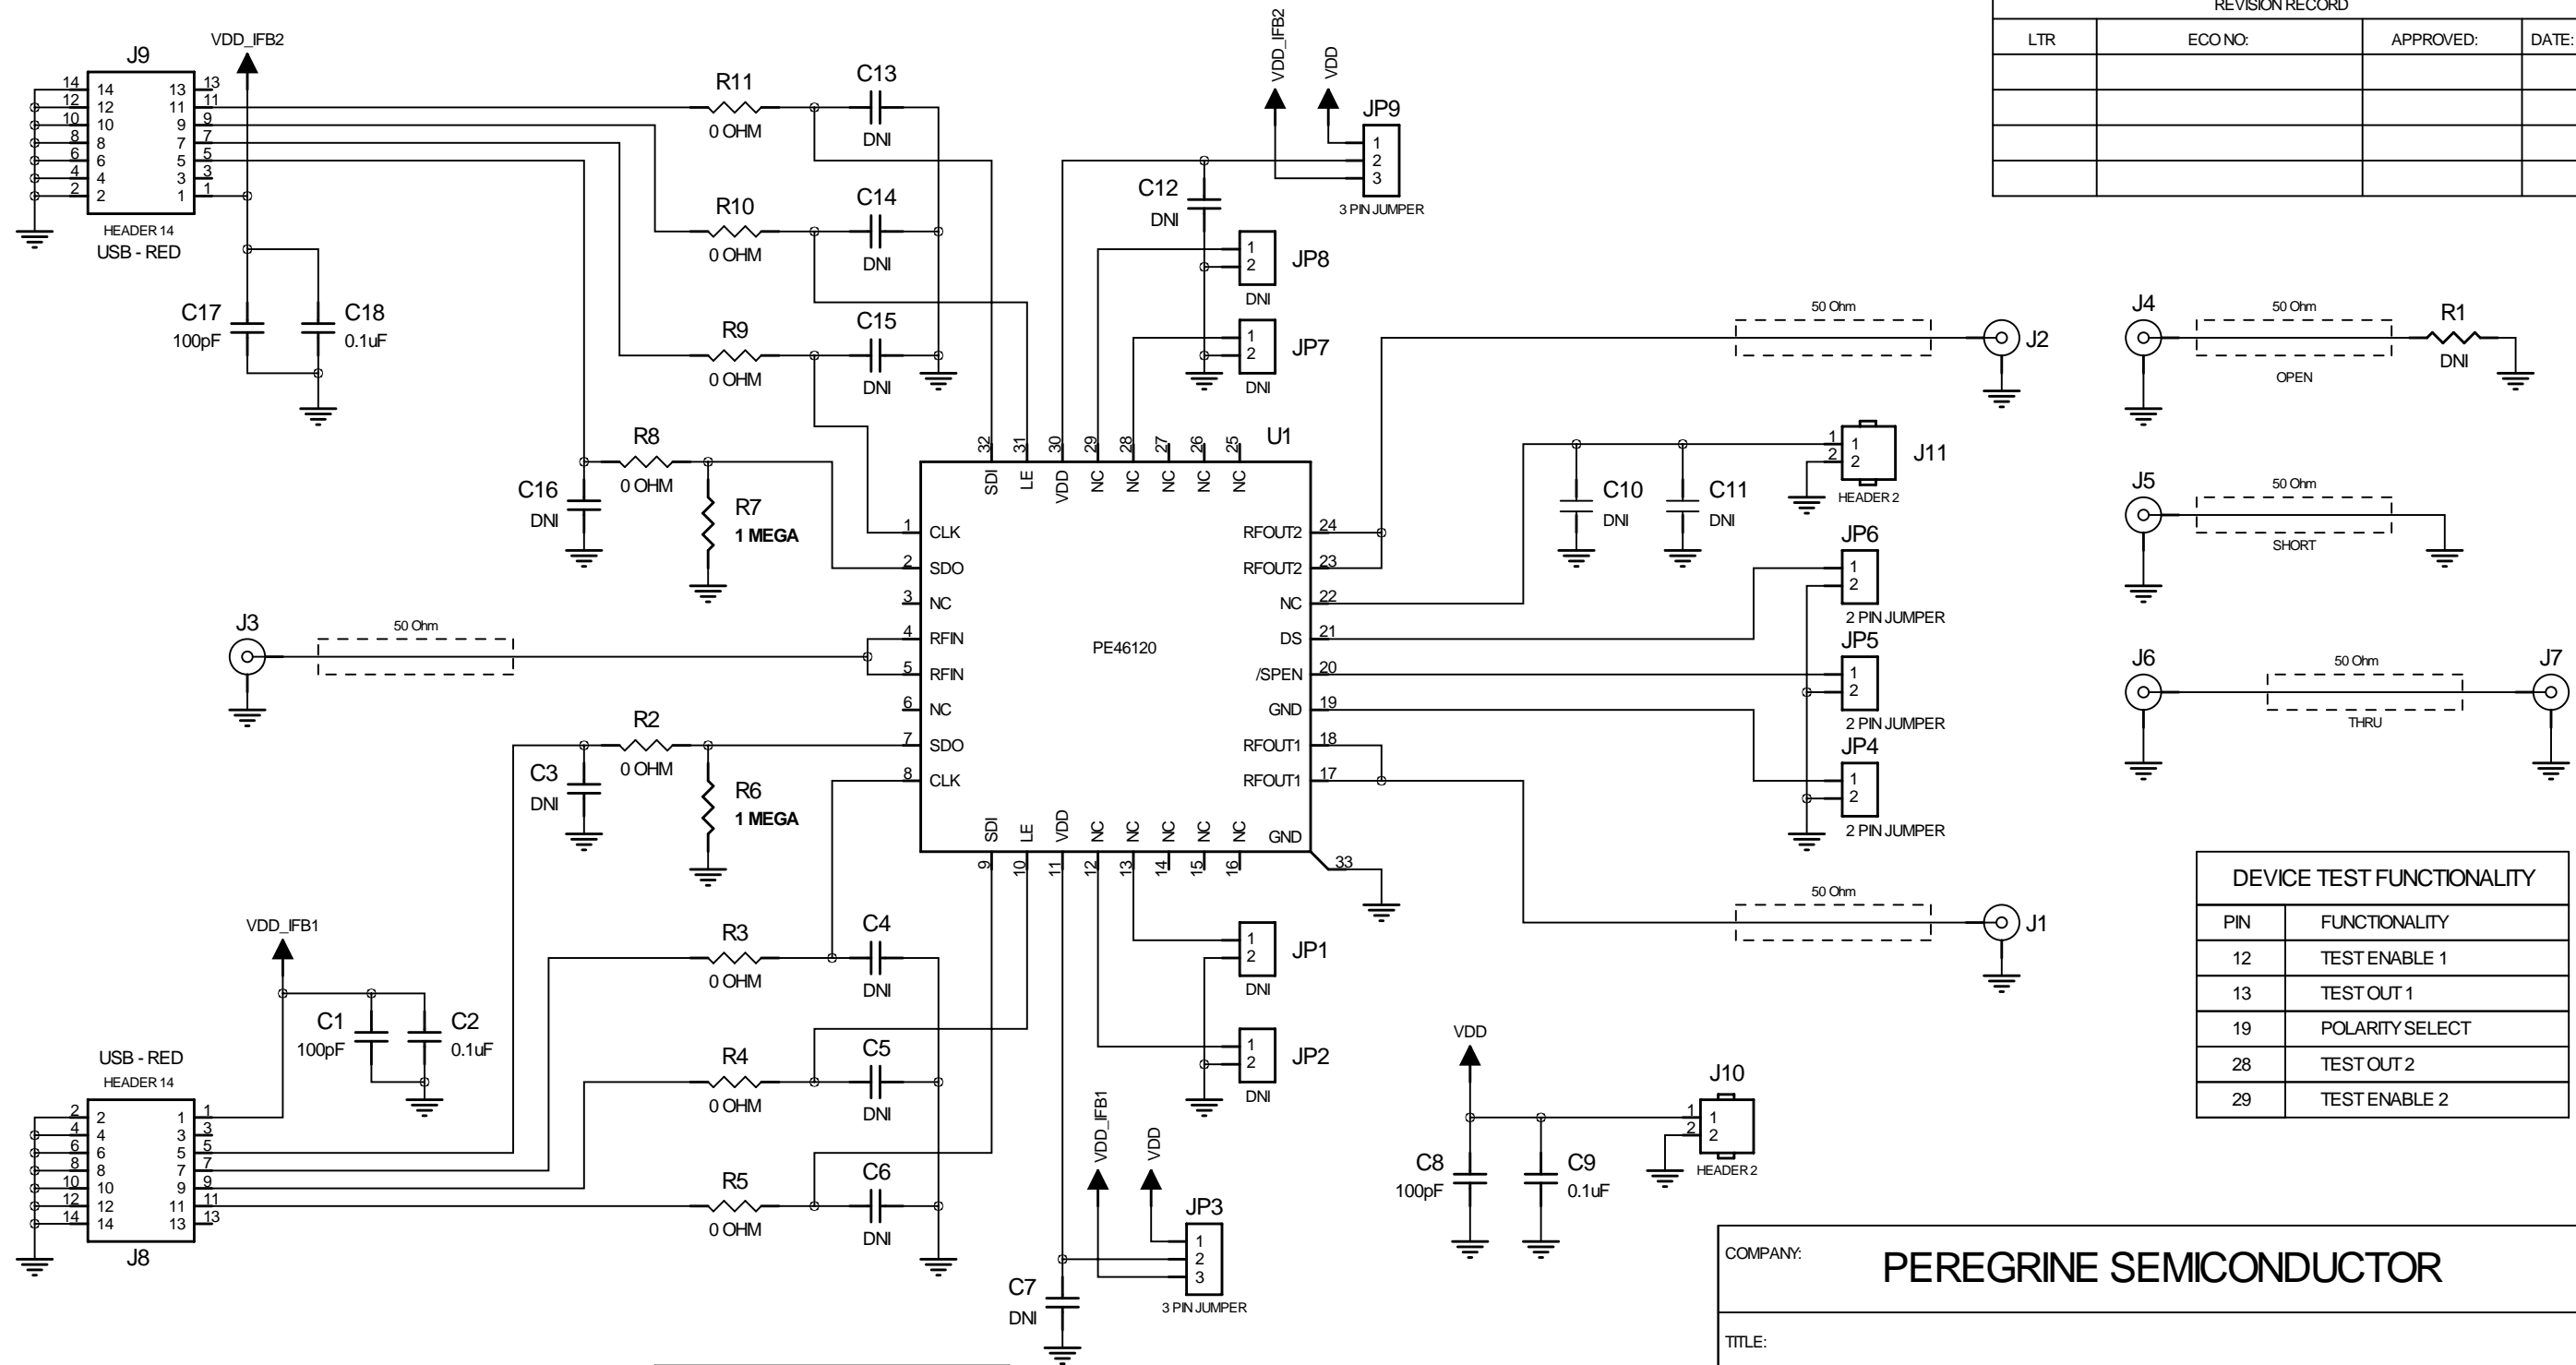 REVISION RECORD
LTR
ECO NO:
APPROVED:
DATE:
J9
VDD_IFB2
14 14 13 13
12 12 11 11
10 10 9 9
8 8 7 7
6 6 5 5
4 4 3 3
2 2 1 1
HEADER 14
USB - RED
C17
100pF
C18
0.1uF
R11
0 OHM
C13
DNI
R10
0 OHM
C14
DNI
R9
0 OHM
C15
DNI
R8
0 OHM
C16
DNI
R7
1 MEGA
VDD_IFB2
VDD
JP9
1
2
3
3 PIN JUMPER
C12
DNI
1
2
JP8
DNI
1
2
JP7
DNI
50 Ohm
J2
J4
50 Ohm
OPEN
R1
DNI
J5
50 Ohm
SHORT
J6
50 Ohm
THRU
J7
U1
32 31 30 29 28 27 26 25
SDI LE VDD NC NC NC NC NC
1 CLK
2 SDO
3 NC
4 RFIN
5 RFIN
6 NC
7 SDO
8 CLK
PE46120
RFOUT2 24
RFOUT2 23
NC 22
DS 21
/SPEN 20
GND 19
RFOUT1 18
RFOUT1 17
SDI LE VDD NC NC NC NC NC GND
9 10 11 12 13 14 15 16 33
C10
DNI
C11
DNI
1 1
2 2
J11
HEADER 2
JP6
1
2
2 PIN JUMPER
JP5
1
2
2 PIN JUMPER
JP4
1
2
2 PIN JUMPER
J3
50 Ohm
R2
0 OHM
C3
DNI
R6
1 MEGA
50 Ohm
J1
DEVICE TEST FUNCTIONALITY
PIN FUNCTIONALITY
12 TEST ENABLE 1
13 TEST OUT 1
19 POLARITY SELECT
28 TEST OUT 2
29 TEST ENABLE 2
VDD_IFB1
C1
100pF
C2
0.1uF
USB - RED
HEADER 14
2 2 1 1
4 4 3 3
6 6 5 5
8 8 7 7
10 10 9 9
12 12 11 11
14 14 13 13
J8
R3
0 OHM
C4
DNI
R4
0 OHM
C5
DNI
R5
0 OHM
C6
DNI
1
2
JP1
DNI
1
2
JP2
DNI
VDD_IFB1
VDD
JP3
1
2
3
3 PIN JUMPER
C7
DNI
VDD
C8
100pF
C9
0.1uF
J10
1 1
2 2
HEADER 2
COMPANY:
PEREGRINE SEMICONDUCTOR
TITLE: